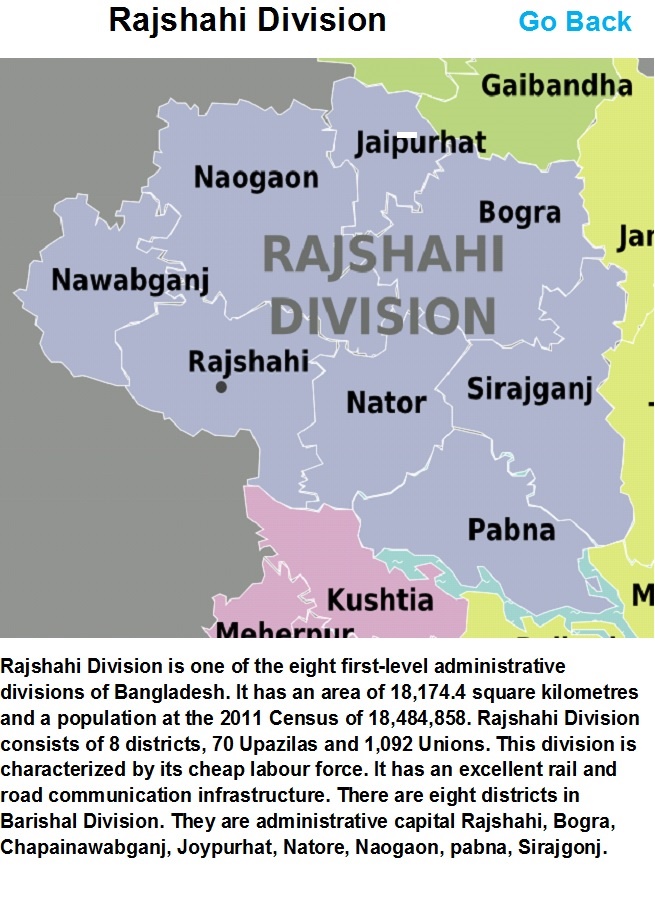 Rajshahi Division
Go Back
Gaibandha
Jaipurhat
Naogaon
Bogra
Jar
RAJSHAHI
DIVISION
Nawabganj
Rajshahi
Nator
Sirajganj
Pabna
Kushtia
M
Meherpur
Rajshahi Division is one of the eight first-level administrative
divisions of Bangladesh. It has an area of 18,174.4 square kilometres
and a population at the 2011 Census of 18,484,858. Rajshahi Division
consists of 8 districts, 70 Upazilas and 1,092 Unions. This division is
characterized by its cheap labour force. It has an excellent rail and
road communication infrastructure. There are eight districts in
Barishal Division. They are administrative capital Rajshahi, Bogra,
Chapainawabganj, Joypurhat, Natore, Naogaon, pabna, Sirajgonj.